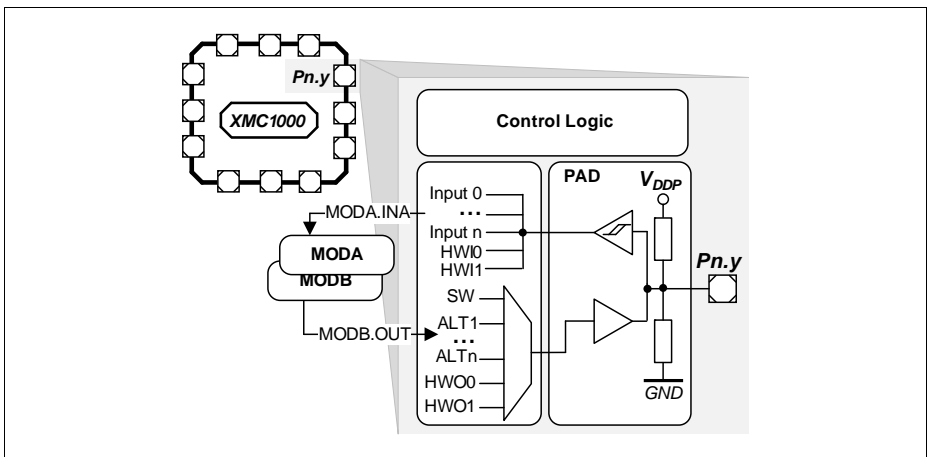 Pn.y
XMC1000
Control Logic
PAD
VDDP
Input 0
...
Input n
HWI0
HWI1
MODA.INA
MODA
MODB
MODB.OUT
SW
ALT1
...
ALTn
HWO0
HWO1
Pn.y
GND